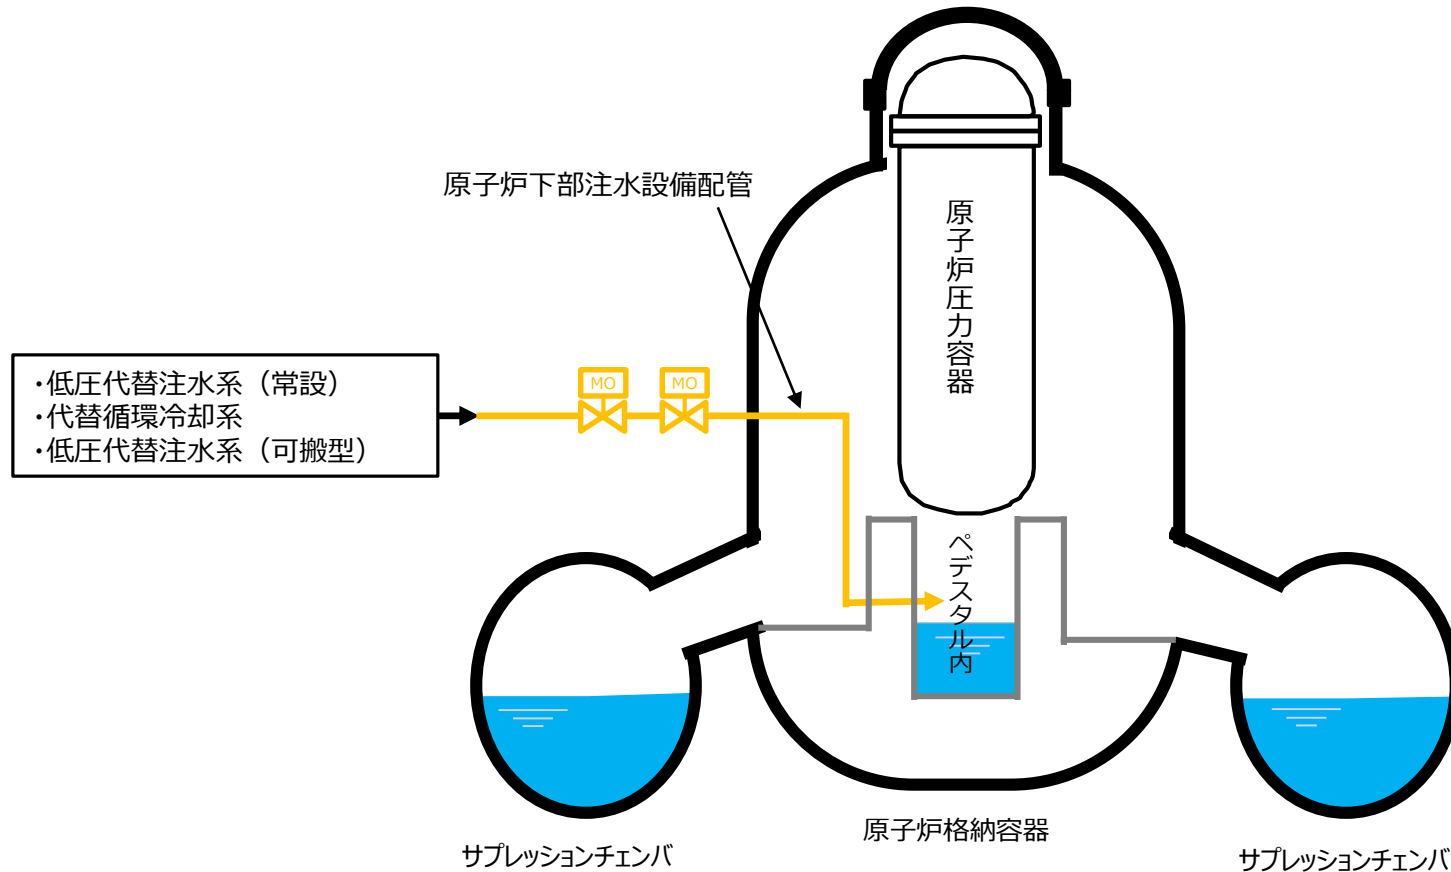 原子炉下部注水設備配管
原子炉圧力容器
・低圧代替注水系（常設）
・代替循環冷却系
・低圧代替注水系（可搬型）
MO
MO
ペデスタル内
原子炉格納容器
サプレッションチェンバ
サプレッションチェンバ